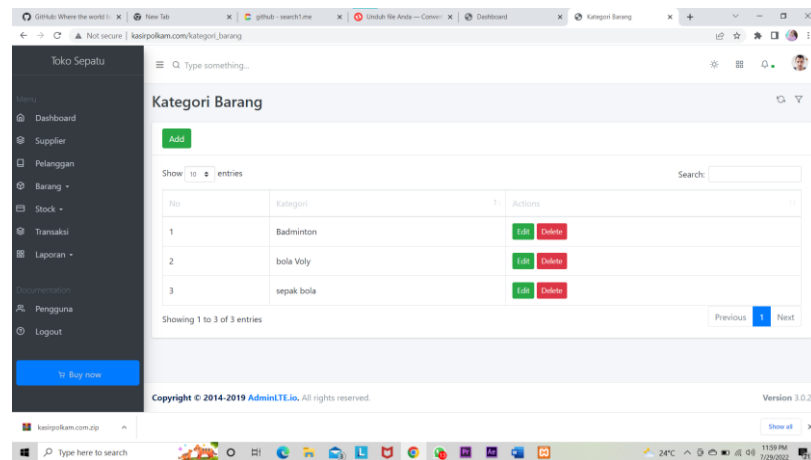 GitHub: Where the world b
New Tab
github - search1.me
Unduh file Anda — Conver
Dashboard
Kategori Barang
Not secure | kasirpolkam.com/kategori_barang
Toko Sepatu
Type something...
Menu
Dashboard
Supplier
Pelanggan
Barang
Stock
Transaksi
Laporan
Documentation
Pengguna
Logout
Buy now
Kategori Barang
Add
Show 10 entries
Search:
No Kategori Actions
1 Badminton Edit Delete
2 bola Voly Edit Delete
3 sepak bola Edit Delete
Showing 1 to 3 of 3 entries
Previous 1 Next
Copyright © 2014-2019 AdminLTE.io. All rights reserved.
Version 3.0.2
kasirpolkam.com.zip
Show all
Type here to search
24°C
11:59 PM
7/29/2022